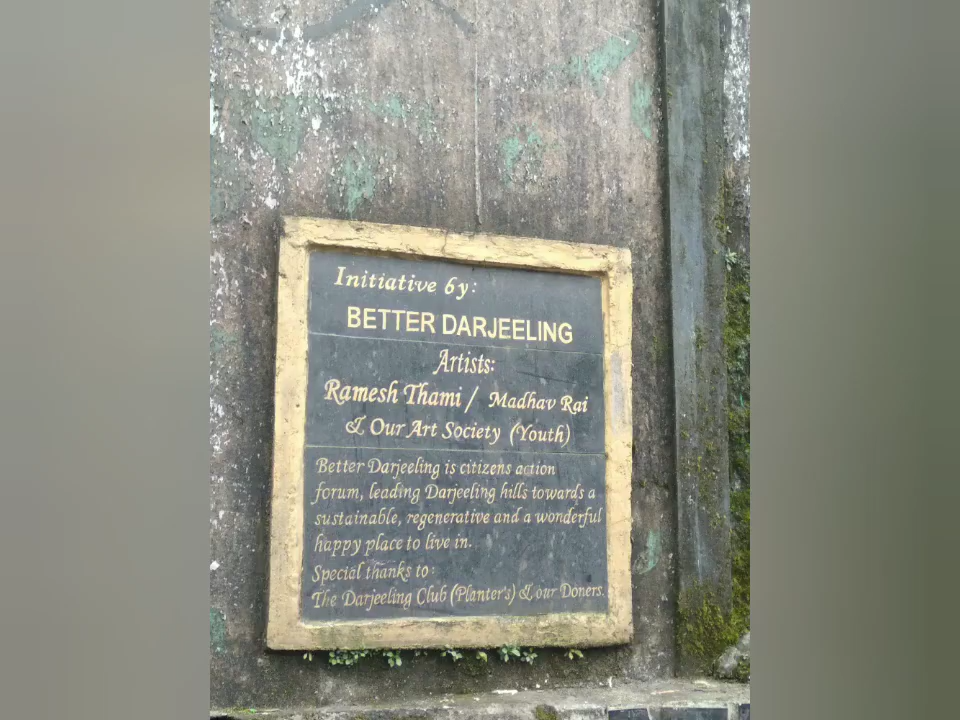 Initiative by:
BETTER DARJEELING
Artists:
Ramesh Thami / Madhav Rai
& Our Art Society (Youth)
Better Darjeeling is citizens action
forum, leading Darjeeling hills towards a
sustainable, regenerative and a wonderful
happy place to live in.
Special thanks to:
The Darjeeling Club (Planter's) & our Doners.